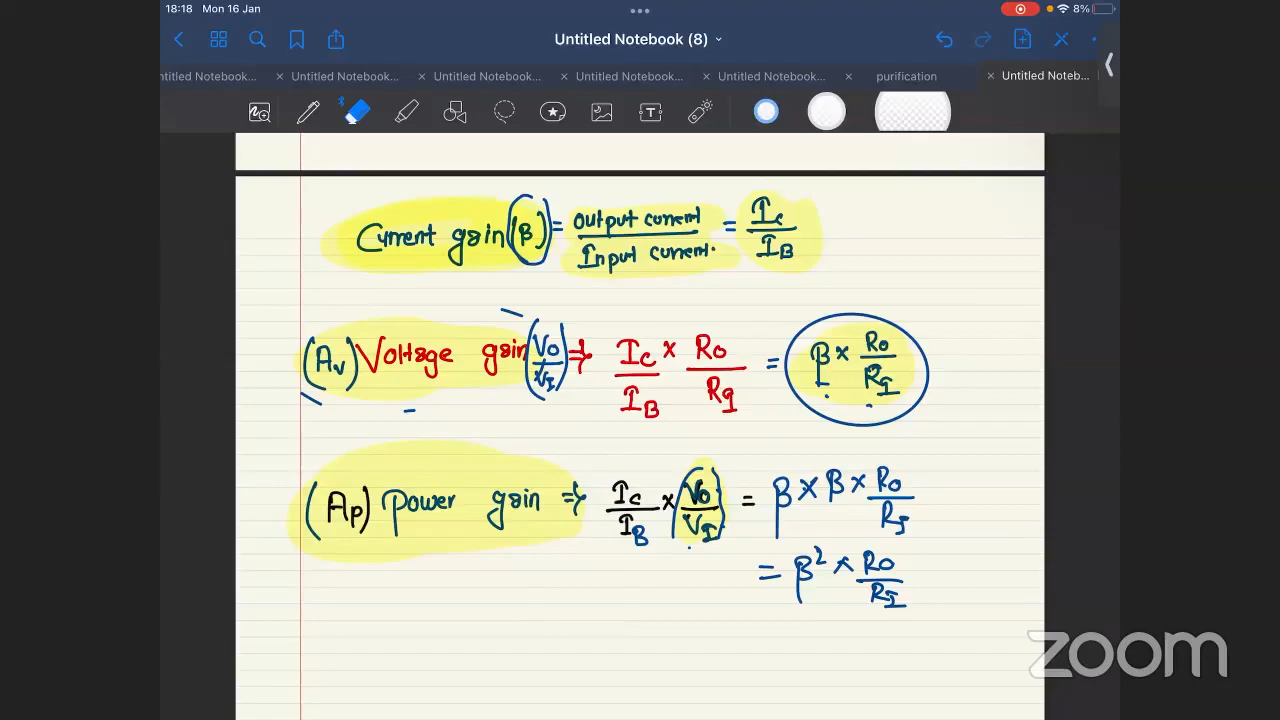 18:18 Mon 16 Jan
8%
Untitled Notebook (8)
ntitled Notebook... Untitled Notebook... Untitled Notebook... Untitled Notebook... Untitled Notebook... purification Untitled Noteb...
Current gain (β) = Output current / Input current = Ic / IB
(Av) Voltage gain (Vo / VI) ⇒ Ic / IB × Ro / RI = β × Ro / RI
(Ap) Power gain ⇒ Ic / IB × (Vo / VI) = β × β × Ro / RI
= β² × Ro / RI
zoom